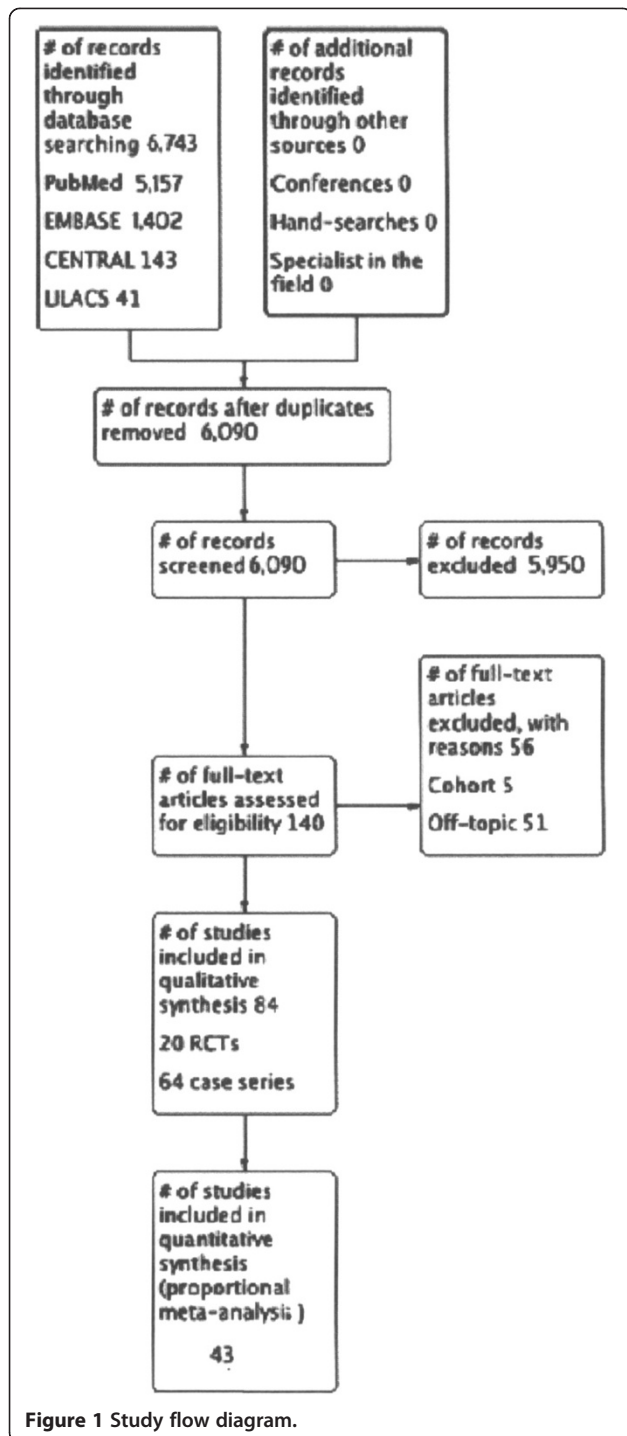 # of records
identified
through
database
searching 6,743
PubMed 5,157
EMBASE 1,402
CENTRAL 143
LILACS 41
# of additional
records
identified
through other
sources 0
Conferences 0
Hand-searches 0
Specialist in the
field 0
# of records after duplicates
removed 6,090
# of records
screened 6,090
# of records
excluded 5,950
# of full-text
articles
excluded, with
reasons 56
Cohort 5
Off-topic 51
# of full-text
articles assessed
for eligibility 140
# of studies
included in
qualitative
synthesis 84
20 RCTs
64 case series
# of studies
included in
quantitative
synthesis
(proportional
meta-analysis )
43
Figure 1 Study flow diagram.